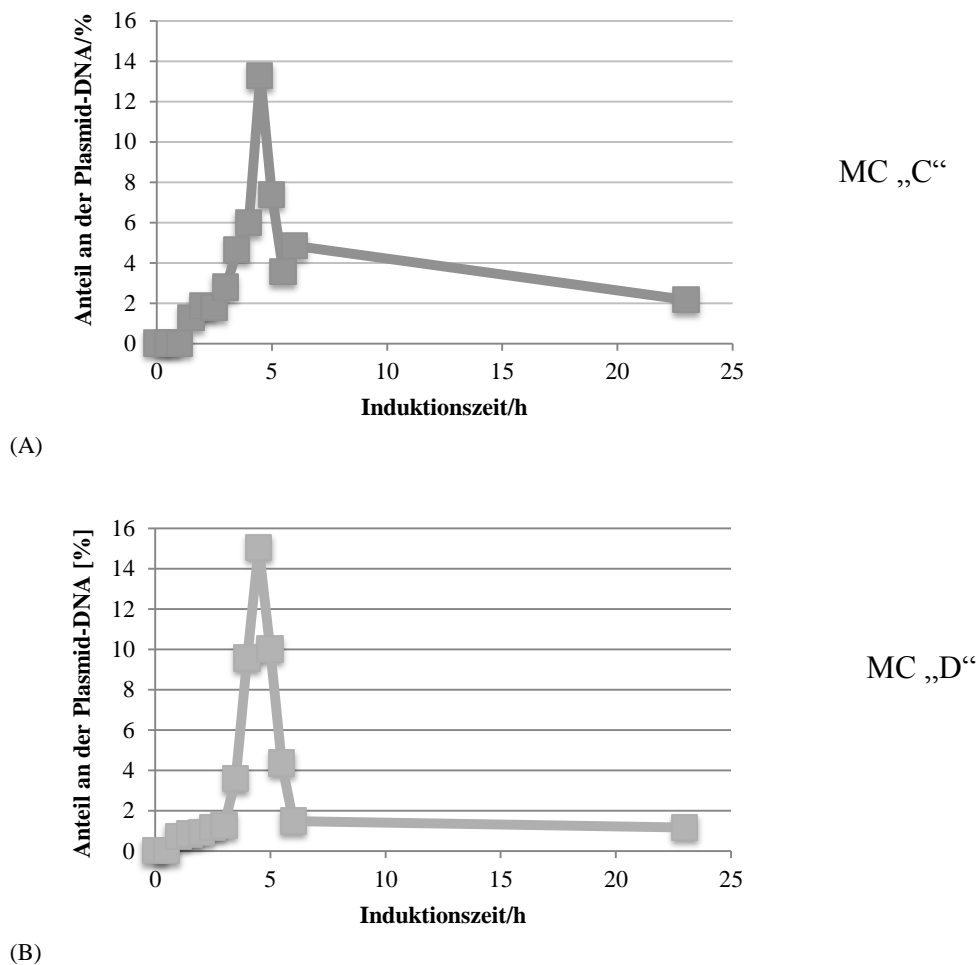 Anteil an der Plasmid-DNA/%
16
14
12
10
8
6
4
2
0
0 5 10 15 20 25
Induktionszeit/h
MC „C“
(A)
Anteil an der Plasmid-DNA [%]
16
14
12
10
8
6
4
2
0
0 5 10 15 20 25
Induktionszeit/h
MC „D“
(B)